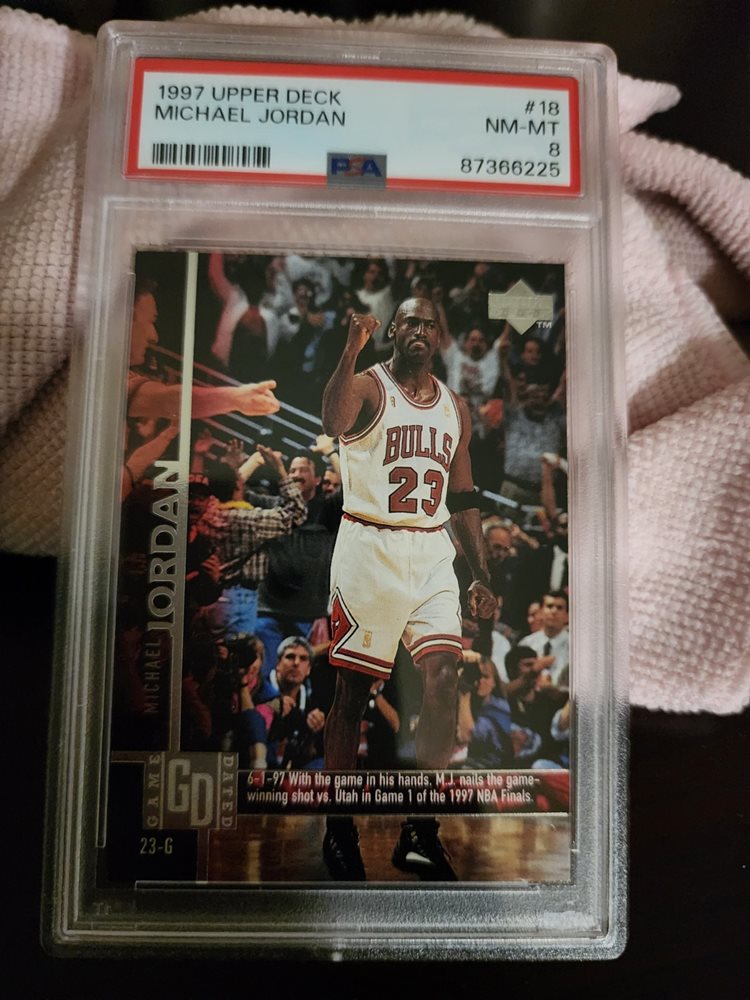 1997 UPPER DECK
#18
MICHAEL JORDAN
NM-MT
8
PSA
87366225
TM
BULLS
23
MICHAEL JORDAN
GAME
GD
DATED
6-1-97 With the game in his hands. M.J. nails the game-
winning shot vs. Utah in Game 1 of the 1997 NBA Finals.
23-G